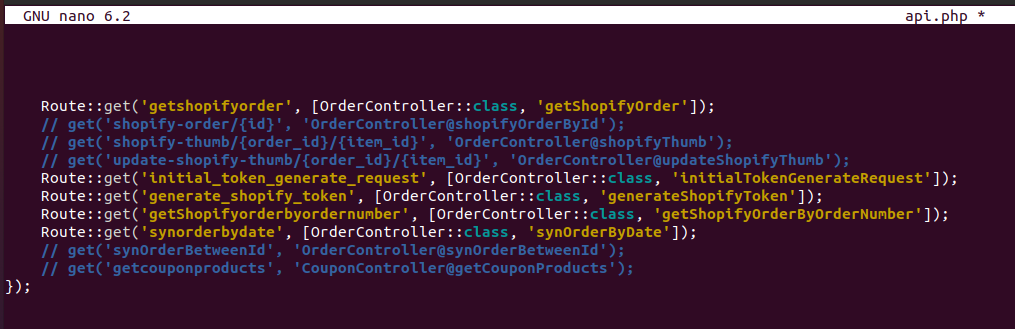 GNU nano 6.2 api.php *
Route::get('getshopifyorder', [OrderController::class, 'getShopifyOrder']);
// get('shopify-order/{id}', 'OrderController@shopifyOrderById');
// get('shopify-thumb/{order_id}/{item_id}', 'OrderController@shopifyThumb');
// get('update-shopify-thumb/{order_id}/{item_id}', 'OrderController@updateShopifyThumb');
Route::get('initial_token_generate_request', [OrderController::class, 'initialTokenGenerateRequest']);
Route::get('generate_shopify_token', [OrderController::class, 'generateShopifyToken']);
Route::get('getShopifyorderbyordernumber', [OrderController::class, 'getShopifyOrderByOrderNumber']);
Route::get('synorderbydate', [OrderController::class, 'synOrderByDate']);
// get('synOrderBetweenId', 'OrderController@synOrderBetweenId');
// get('getcouponproducts', 'CouponController@getCouponProducts');
});